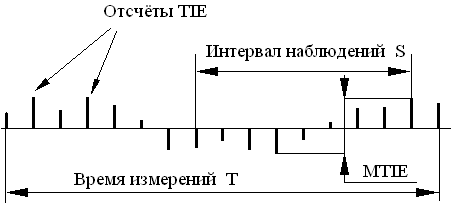 Отсчёты TIE
Интервал наблюдений S
MTIE
Время измерений T